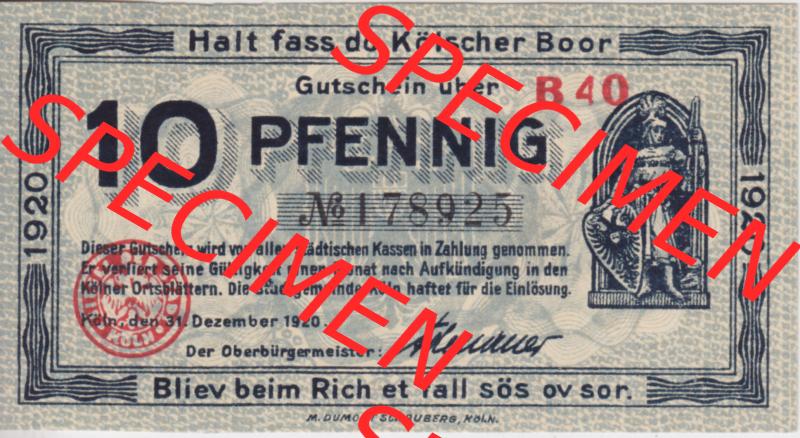 Halt fass do Kölscher Boor
Gutschein über
B 40
10 PFENNIG
№ 178925
1920
1920
Dieser Gutschein wird von allen städtischen Kassen in Zahlung genommen.
Er verliert seine Gültigkeit einen Monat nach Aufkündigung in den
Kölner Ortsblättern. Die Stadtgemeinde Köln haftet für die Einlösung.
Köln, den 31. Dezember 1920.
Der Oberbürgermeister:
Bliev beim Rich et fall sös ov sor.
M. DUMONT SCHAUBERG, KÖLN.
SPECIMEN
SPECIMEN